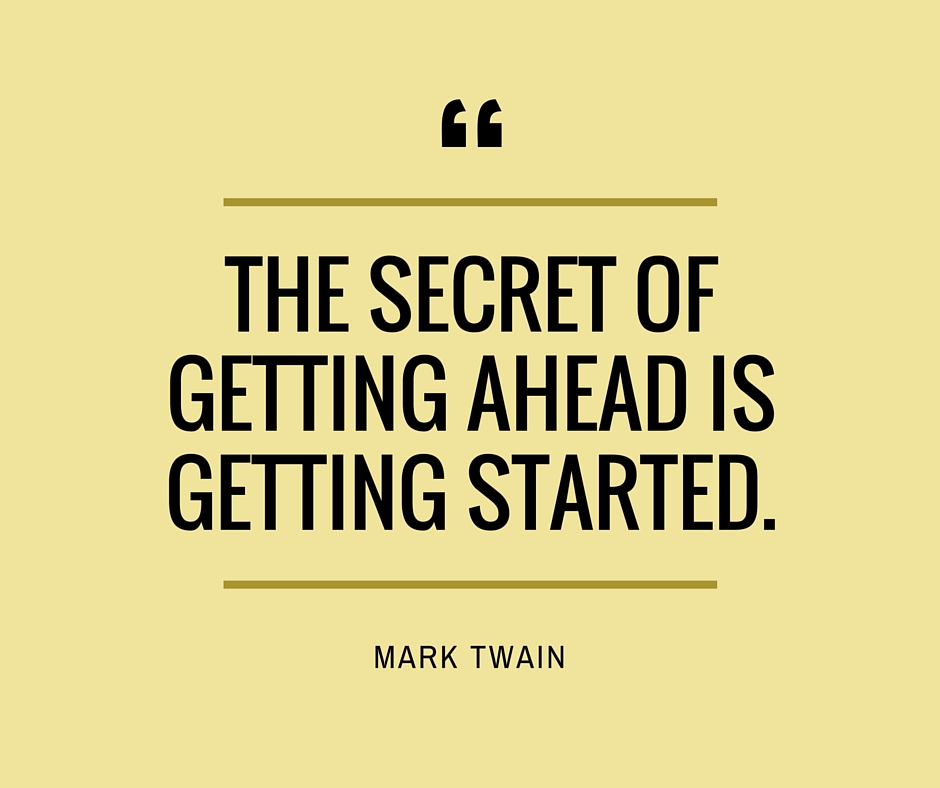 “
THE SECRET OF
GETTING AHEAD IS
GETTING STARTED.
MARK TWAIN